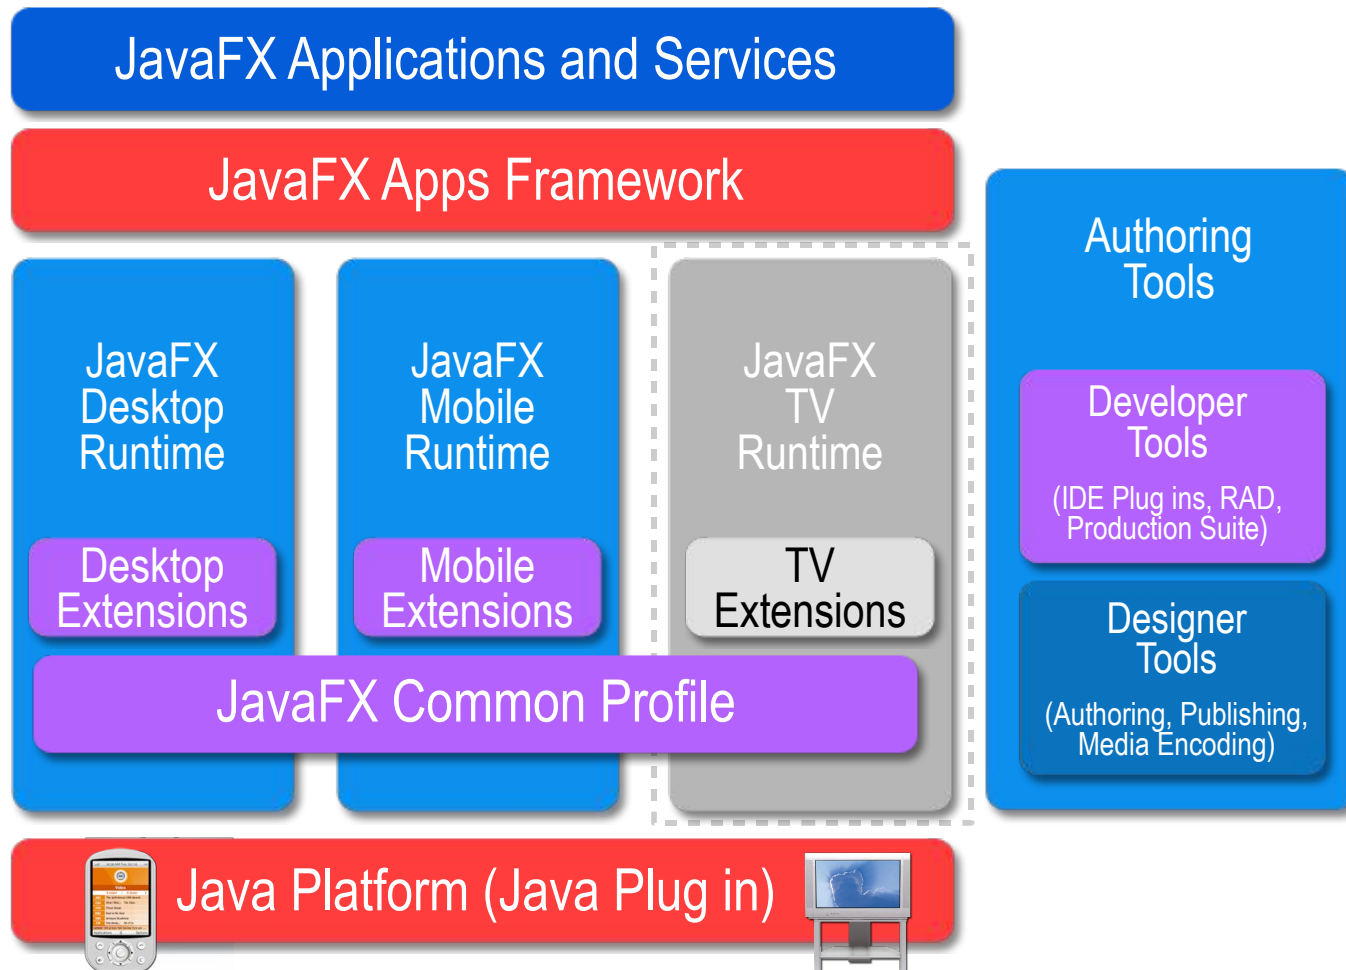 JavaFX Applications and Services
JavaFX Apps Framework
JavaFX
Desktop
Runtime
Desktop
Extensions
JavaFX
Mobile
Runtime
Mobile
Extensions
JavaFX
TV
Runtime
TV
Extensions
JavaFX Common Profile
Java Platform (Java Plug in)
Authoring
Tools
Developer
Tools
(IDE Plug ins, RAD,
Production Suite)
Designer
Tools
(Authoring, Publishing,
Media Encoding)